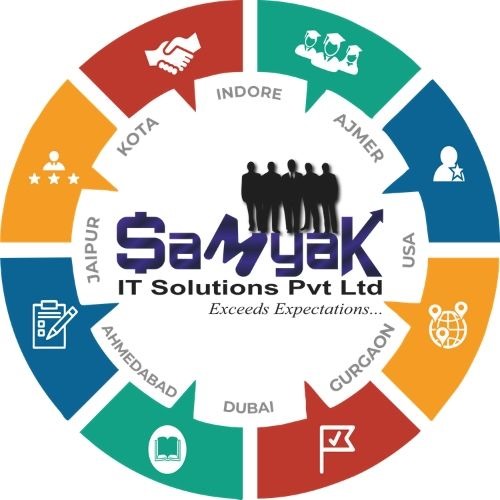 INDORE
AJMER
USA
GURGAON
DUBAI
AHMEDABAD
JAIPUR
KOTA
$aMyaK
IT Solutions Pvt Ltd
Exceeds Expectations...